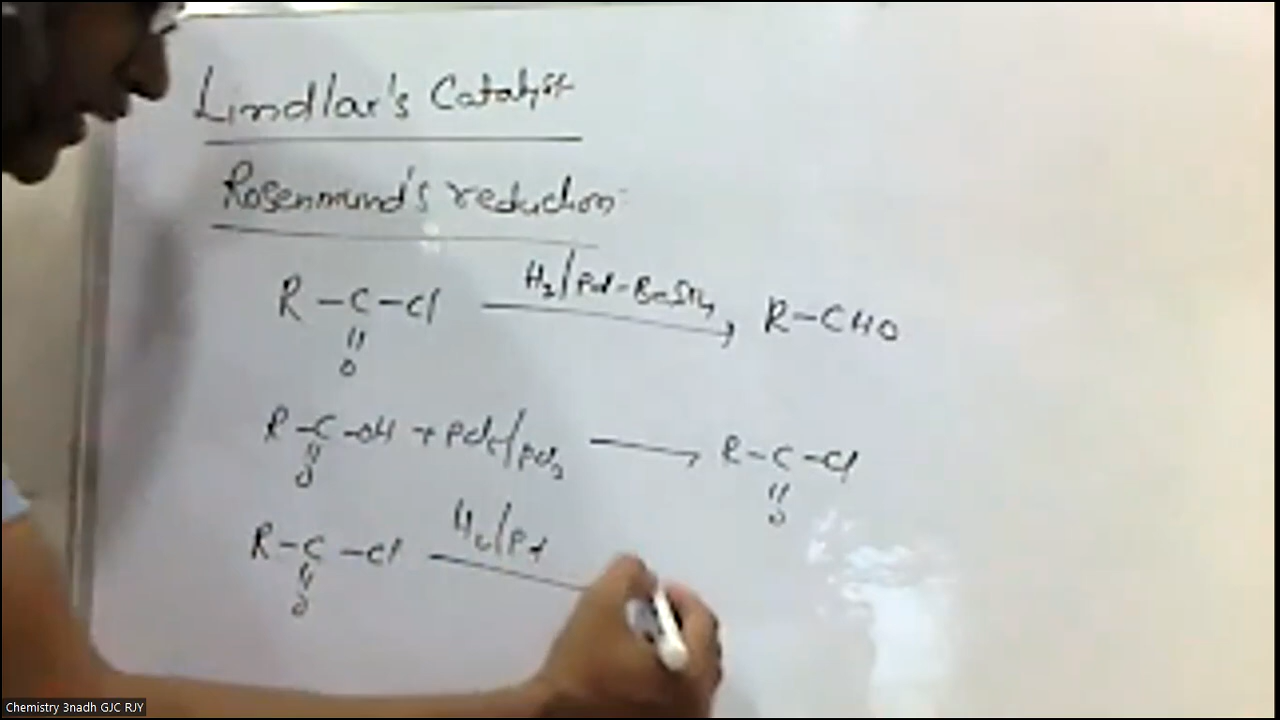 Lindlar's Catalyst
Rosenmund's reduction
R-C-Cl H2/Pd-BaSO4 R-CHO
||
O
R-C-OH + PCl5/PCl3 R-C-Cl
|| ||
O O
R-C-Cl H2/Pd
||
O
Chemistry 3nadh GJC RJY